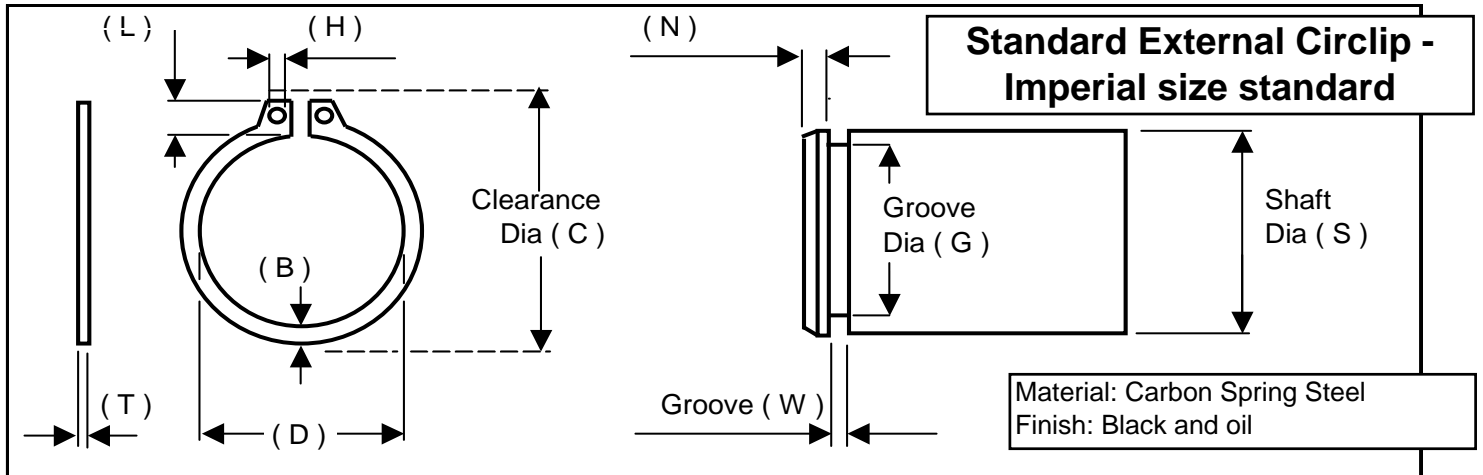 ( L )
( H )
( N )
Standard External Circlip -
Imperial size standard
Clearance
Dia ( C )
Groove
Dia ( G )
Shaft
Dia ( S )
( B )
( T )
( D )
Groove ( W )
Material: Carbon Spring Steel
Finish: Black and oil